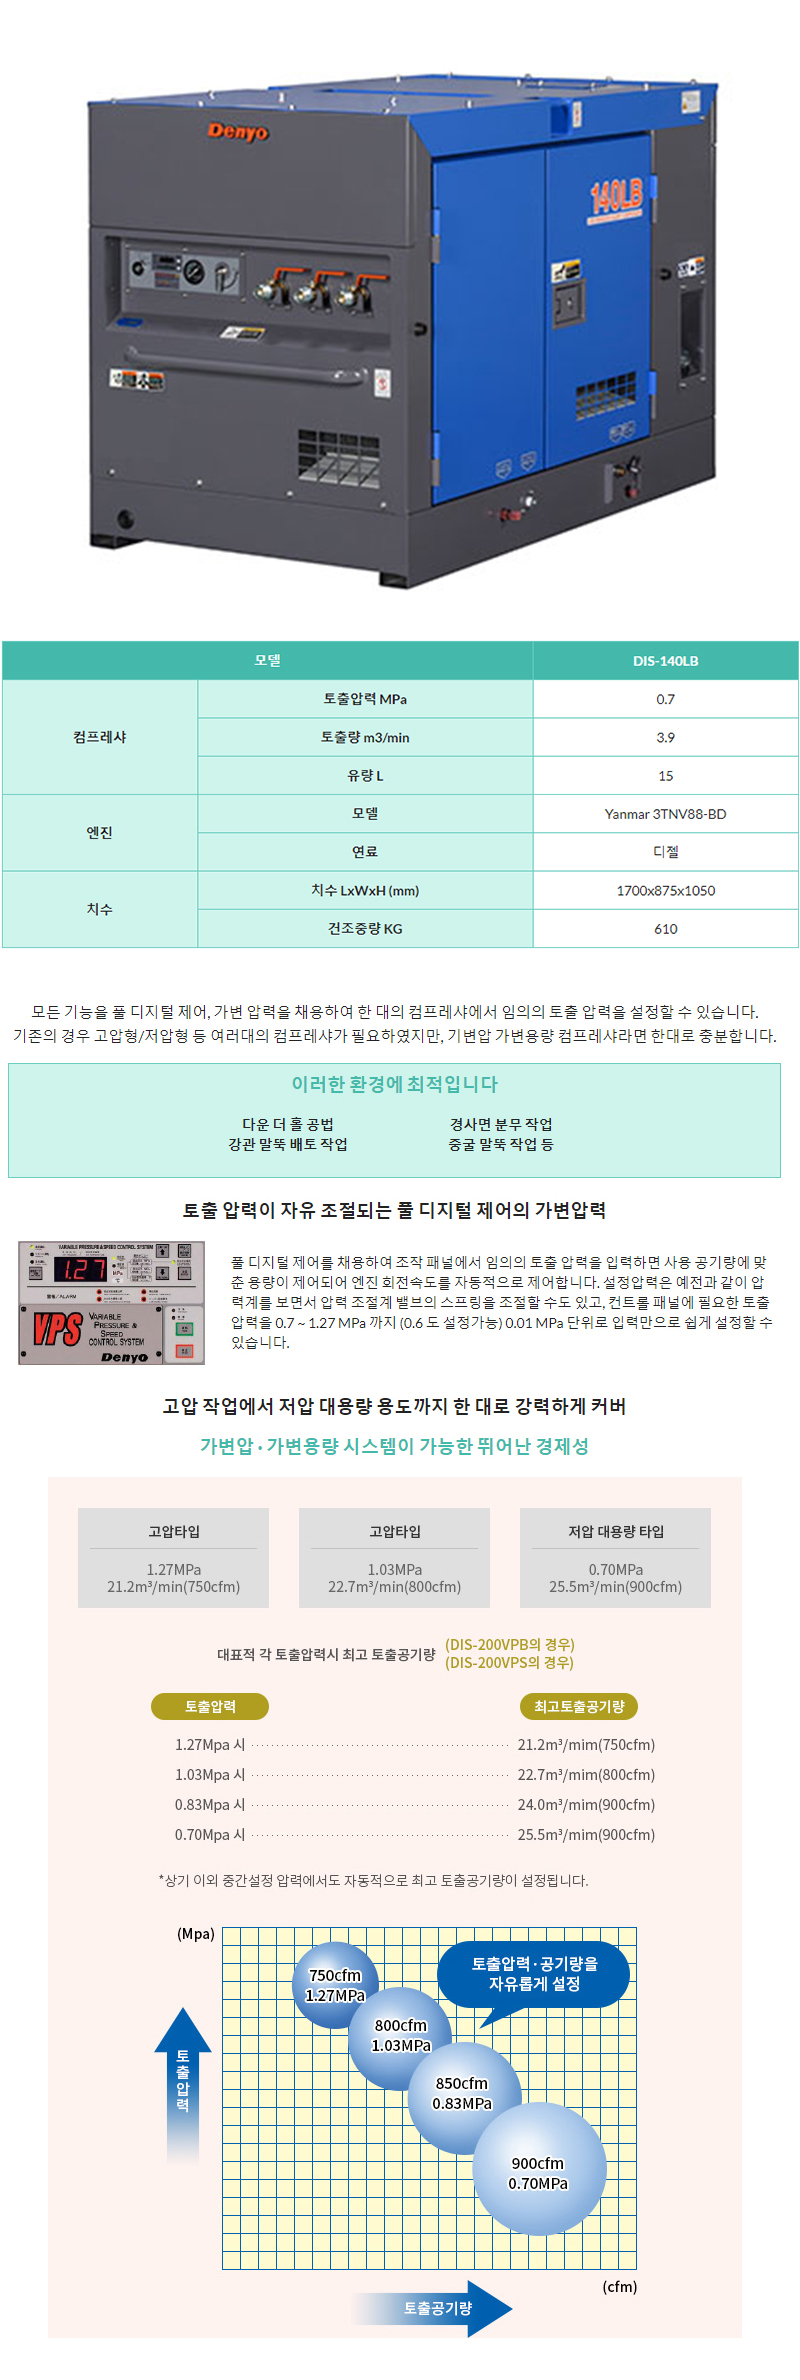 Denyo
140LB
모델 DIS-140LB
컴프레샤 토출압력 MPa 0.7
토출량 m3/min 3.9
유량 L 15
엔진 모델 Yanmar 3TNV88-BD
연료 디젤
치수 치수 LxWxH (mm) 1700x875x1050
건조중량 KG 610
모든 기능을 풀 디지털 제어, 가변 압력을 채용하여 한 대의 컴프레샤에서 임의의 토출 압력을 설정할 수 있습니다.
기존의 경우 고압형/저압형 등 여러대의 컴프레샤가 필요하였지만, 기변압 가변용량 컴프레샤라면 한대로 중분합니다.
이러한 환경에 최적입니다
다운 더 홀 공법 경사면 분무 작업
강관 말뚝 배토 작업 중굴 말뚝 작업 등
토출 압력이 자유 조절되는 풀 디지털 제어의 가변압력
VARIABLE PRESSURE & SPEED CONTROL SYSTEM
1.27
MPa
警報/ALARM
VPS VARIABLE
PRESSURE &
SPEED
CONTROL SYSTEM
Denyo
풀 디지털 제어를 채용하여 조작 패널에서 임의의 토출 압력을 입력하면 사용 공기량에 맞
춘 용량이 제어되어 엔진 회전속도를 자동적으로 제어합니다. 설정압력은 예전과 같이 압
력계를 보면서 압력 조절계 밸브의 스프링을 조절할 수도 있고, 컨트롤 패널에 필요한 토출
압력을 0.7 ~ 1.27 MPa 까지 (0.6 도 설정가능) 0.01 MPa 단위로 입력만으로 쉽게 설정할 수
있습니다.
고압 작업에서 저압 대용량 용도까지 한 대로 강력하게 커버
가변압 · 가변용량 시스템이 가능한 뛰어난 경제성
고압타입 고압타입 저압 대용량 타입
1.27MPa 1.03MPa 0.70MPa
21.2m³/min(750cfm) 22.7m³/min(800cfm) 25.5m³/min(900cfm)
대표적 각 토출압력시 최고 토출공기량 (DIS-200VPB의 경우)
(DIS-200VPS의 경우)
토출압력 최고토출공기량
1.27Mpa 시 21.2m³/mim(750cfm)
1.03Mpa 시 22.7m³/mim(800cfm)
0.83Mpa 시 24.0m³/mim(900cfm)
0.70Mpa 시 25.5m³/mim(900cfm)
*상기 이외 중간설정 압력에서도 자동적으로 최고 토출공기량이 설정됩니다.
(Mpa)
토출압력·공기량을
자유롭게 설정
750cfm
1.27MPa
800cfm
1.03MPa
850cfm
0.83MPa
900cfm
0.70MPa
토출압력
(cfm)
토출공기량